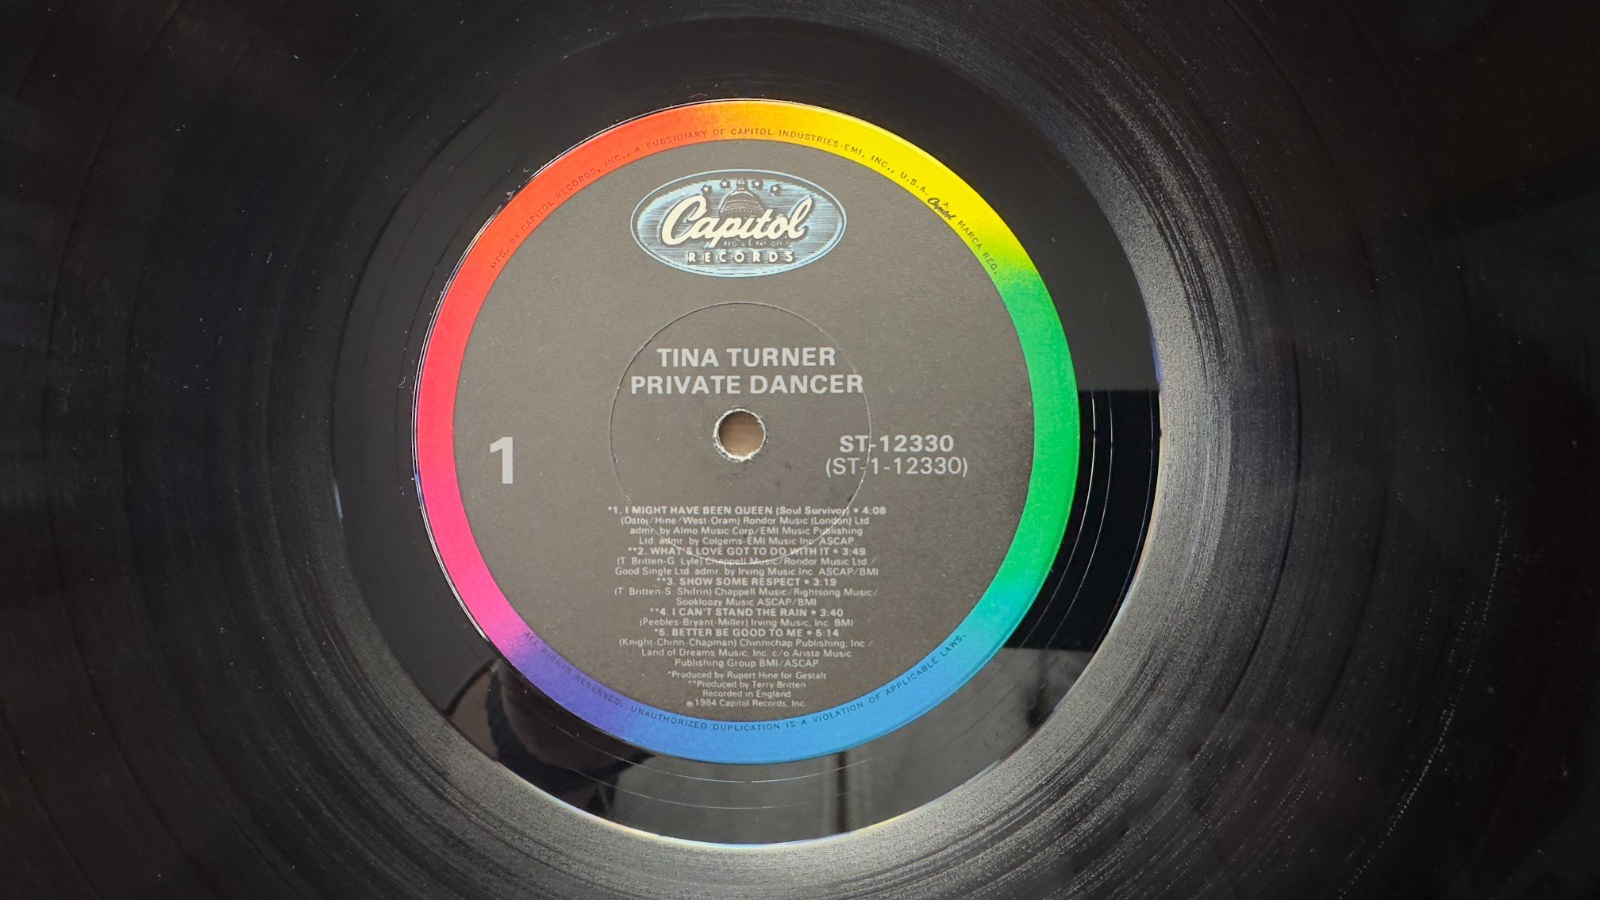 MFG. BY CAPITOL RECORDS, INC., A SUBSIDIARY OF CAPITOL INDUSTRIES-EMI, INC., U.S.A. Capitol MARCA REG.
Capitol
REG. U.S. PAT. OFF.
RECORDS
TINA TURNER
PRIVATE DANCER
1
ST-12330
(ST-1-12330)
*1. I MIGHT HAVE BEEN QUEEN (Soul Survivor) • 4:08
(Osto/Hine/West-Oram) Rondor Music (London) Ltd
admr. by Almo Music Corp/EMI Music Publishing
Ltd. admr. by Colgems-EMI Music Inc ASCAP
**2. WHAT'S LOVE GOT TO DO WITH IT • 3:49
(T. Britten-G. Lyle) Chappell Music/Rondor Music Ltd/
Good Single Ltd. admr. by Irving Music Inc. ASCAP/BMI
**3. SHOW SOME RESPECT • 3:19
(T. Britten-S. Shifrin) Chappell Music/Rightsong Music/
Sookloozy Music ASCAP/BMI
**4. I CAN'T STAND THE RAIN • 3:40
(Peebles-Bryant-Miller) Irving Music, Inc. BMI
*5. BETTER BE GOOD TO ME • 5:14
(Knight-Chinn-Chapman) Chinnichap Publishing, Inc./
Land of Dreams Music, Inc. c/o Arista Music
Publishing Group BMI/ASCAP
*Produced by Rupert Hine for Gestalt
**Produced by Terry Britten
Recorded in England
℗1984 Capitol Records, Inc.
ALL RIGHTS RESERVED. UNAUTHORIZED DUPLICATION IS A VIOLATION OF APPLICABLE LAWS.